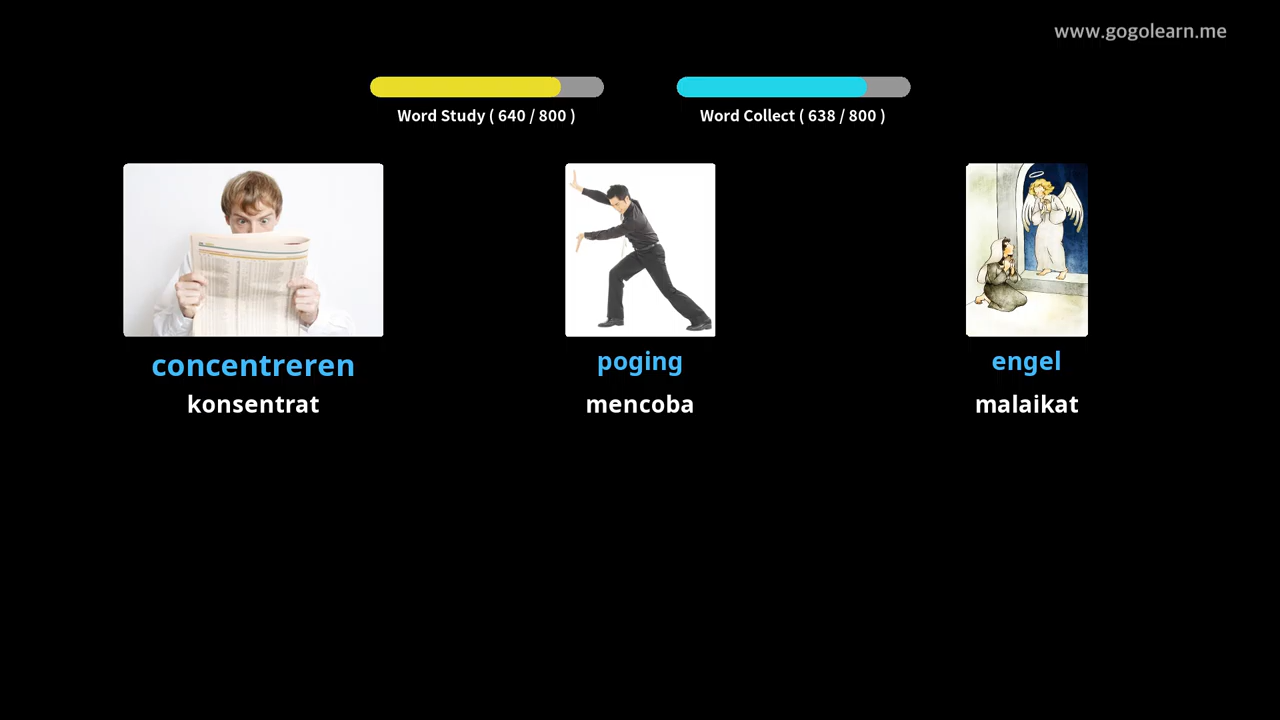 www.gogolearn.me
Word Study ( 640 / 800 )
Word Collect ( 638 / 800 )
concentreren
konsentrat
poging
mencoba
engel
malaikat